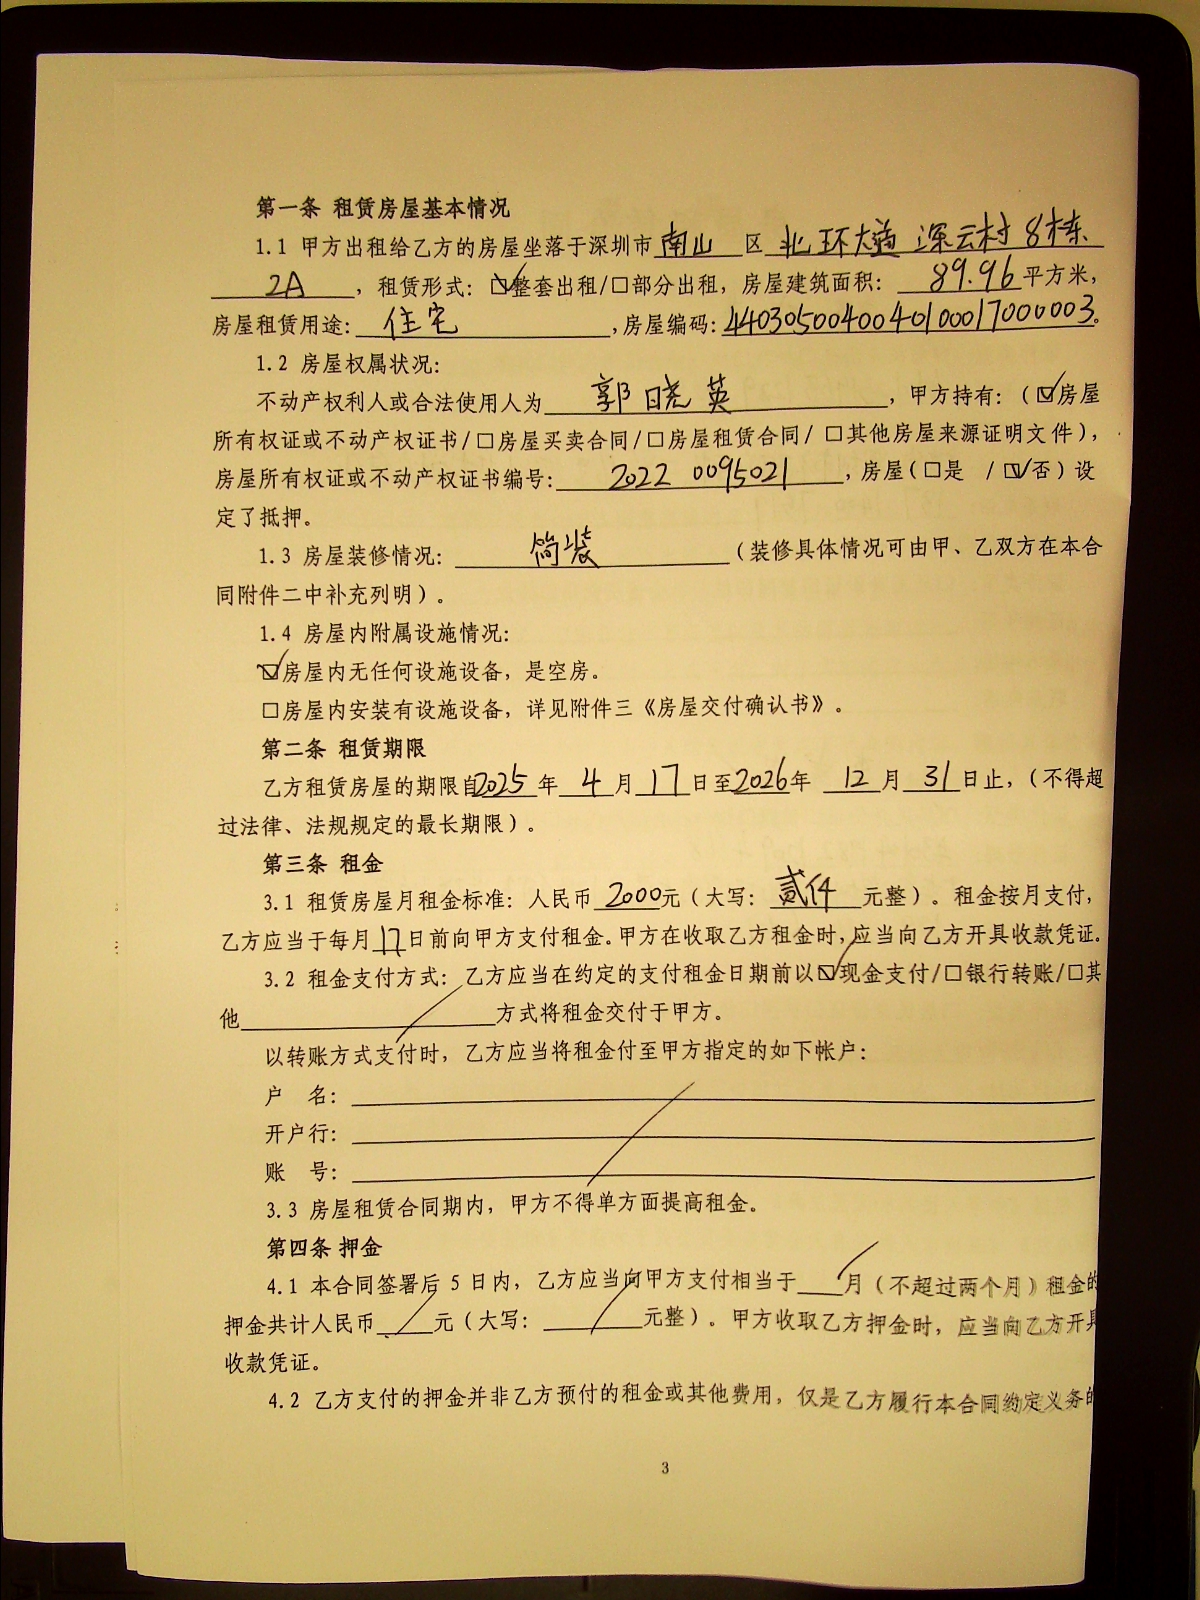 第一条 租赁房屋基本情况
1.1 甲方出租给乙方的房屋坐落于深圳市南山区北环大道深云村8栋
2A，租赁形式：☑整套出租/□部分出租，房屋建筑面积：89.96平方米，
房屋租赁用途：住宅，房屋编码：4403050040040100017000003。
1.2 房屋权属状况：
不动产权利人或合法使用人为郭晓英，甲方持有：（☑房屋
所有权证或不动产权证书/□房屋买卖合同/□房屋租赁合同/ □其他房屋来源证明文件），
房屋所有权证或不动产权证书编号：2022 0095021，房屋（□是 /☑否）设
定了抵押。
1.3 房屋装修情况：简装（装修具体情况可由甲、乙双方在本合
同附件二中补充列明）。
1.4 房屋内附属设施情况：
☑房屋内无任何设施设备，是空房。
□房屋内安装有设施设备，详见附件三《房屋交付确认书》。
第二条 租赁期限
乙方租赁房屋的期限自2025年4月17日至2026年12月31日止，（不得超
过法律、法规规定的最长期限）。
第三条 租金
3.1 租赁房屋月租金标准：人民币2000元（大写：贰仟元整）。租金按月支付，
乙方应当于每月17日前向甲方支付租金。甲方在收取乙方租金时，应当向乙方开具收款凭证。
3.2 租金支付方式：乙方应当在约定的支付租金日期前以☑现金支付/□银行转账/□其
他/方式将租金交付于甲方。
以转账方式支付时，乙方应当将租金付至甲方指定的如下帐户：
户 名：
开户行：/
账 号：
3.3 房屋租赁合同期内，甲方不得单方面提高租金。
第四条 押金
4.1 本合同签署后 5 日内，乙方应当向甲方支付相当于/月（不超过两个月）租金的
押金共计人民币/元（大写：/元整）。甲方收取乙方押金时，应当向乙方开具
收款凭证。
4.2 乙方支付的押金并非乙方预付的租金或其他费用，仅是乙方履行本合同约定义务的
3